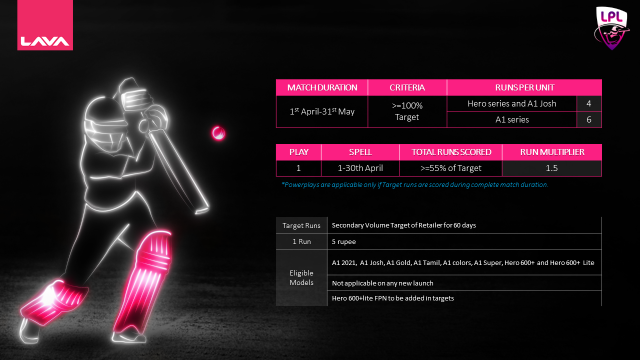 LAVA
LPL
MATCH DURATION CRITERIA RUNS PER UNIT
1st April-31st May >=100% Target Hero series and A1 Josh 4
A1 series 6
PLAY SPELL TOTAL RUNS SCORED RUN MULTIPLIER
1 1-30th April >=55% of Target 1.5
*Powerplays are applicable only if Target runs are scored during complete match duration.
Target Runs Secondary Volume Target of Retailer for 60 days
1 Run 5 rupee
Eligible Models A1 2021, A1 Josh, A1 Gold, A1 Tamil, A1 colors, A1 Super, Hero 600+ and Hero 600+ Lite
Not applicable on any new launch
Hero 600+lite FPN to be added in targets